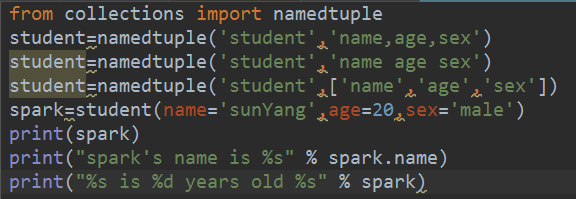 from collections import namedtuple
student=namedtuple('student','name,age,sex')
student=namedtuple('student','name age sex')
student=namedtuple('student',['name','age','sex'])
spark=student(name='sunYang',age=20,sex='male')
print(spark)
print("spark's name is %s" % spark.name)
print("%s is %d years old %s" % spark)